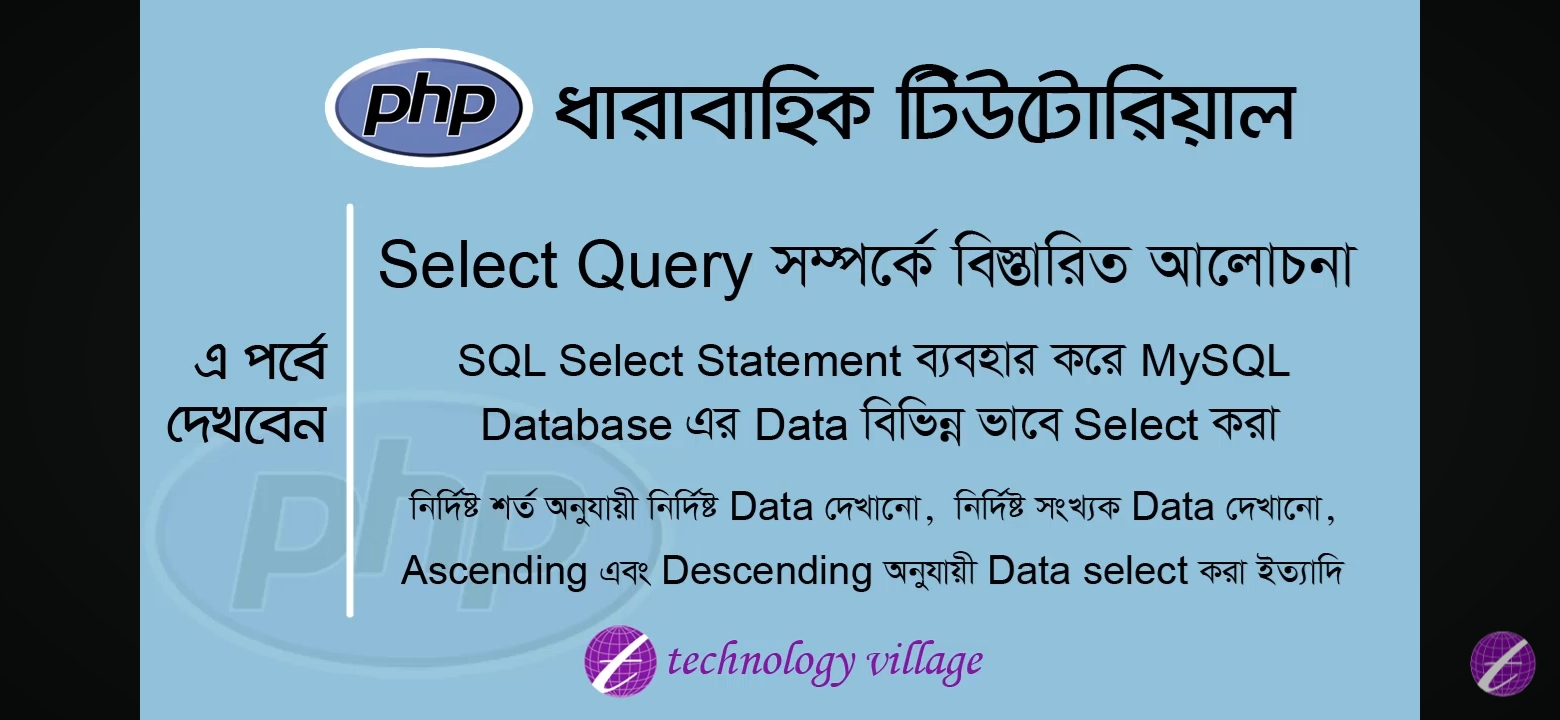 php ধারাবাহিক টিউটোরিয়াল
Select Query সম্পর্কে বিস্তারিত আলোচনা
এ পর্বে
দেখবেন
SQL Select Statement ব্যবহার করে MySQL
Database এর Data বিভিন্ন ভাবে Select করা
নির্দিষ্ট শর্ত অনুযায়ী নির্দিষ্ট Data দেখানো, নির্দিষ্ট সংখ্যক Data দেখানো,
Ascending এবং Descending অনুযায়ী Data select করা ইত্যাদি
php
t technology village
t